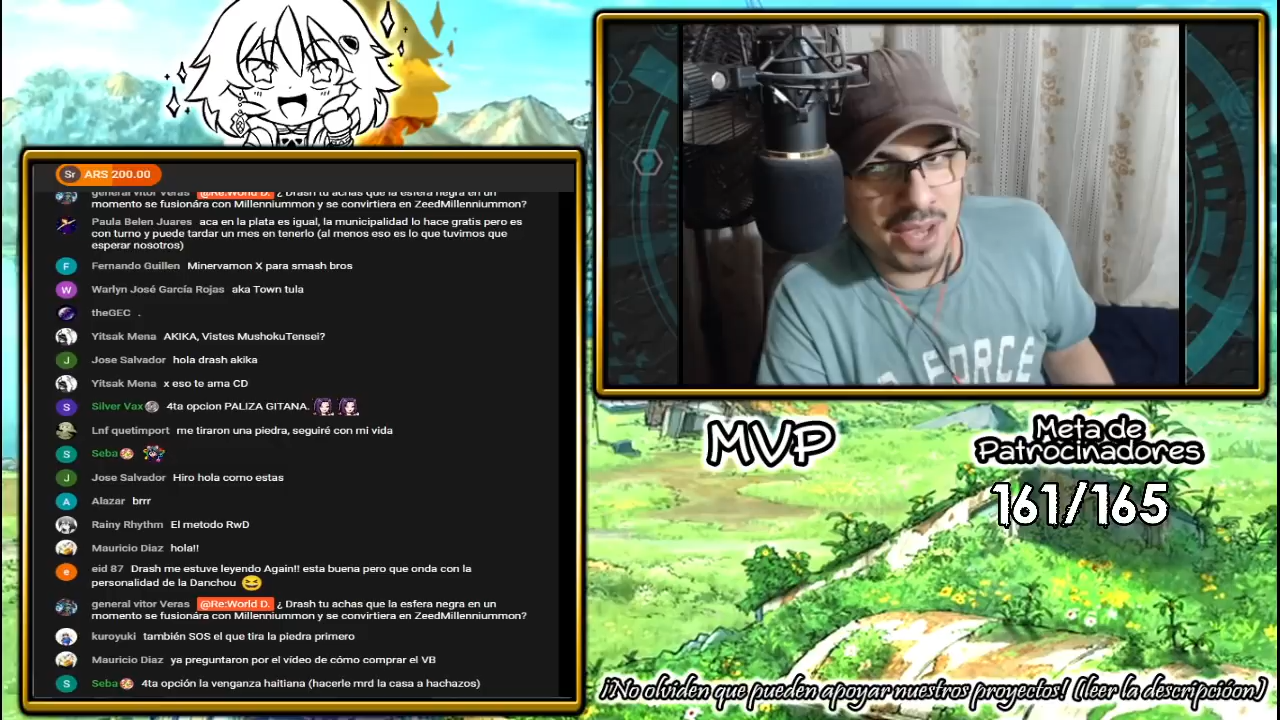 Sr ARS 200.00
general vitor Veras @Re:World D. ¿ Drash tu achas que la esfera negra en un
momento se fusionára con Millenniummon y se convirtiera en ZeedMillenniummon?
Paula Belen Juares aca en la plata es igual, la municipalidad lo hace gratis pero es
con turno y puede tardar un mes en tenerlo (al menos eso es lo que tuvimos que
esperar nosotros)
F Fernando Guillen Minervamon X para smash bros
W Warlyn José García Rojas aka Town tula
theGEC .
Yitsak Mena AKIKA, Vistes MushokuTensei?
J Jose Salvador hola drash akika
Yitsak Mena x eso te ama CD
S Silver Vax 4ta opcion PALIZA GITANA.
Lnf quetimport me tiraron una piedra, seguiré con mi vida
S Seba
J Jose Salvador Hiro hola como estas
A Alazar brrr
Rainy Rhythm El metodo RwD
Mauricio Diaz hola!!
e eid 87 Drash me estuve leyendo Again!! esta buena pero que onda con la
personalidad de la Danchou
general vitor Veras @Re:World D. ¿ Drash tu achas que la esfera negra en un
momento se fusionára con Millenniummon y se convirtiera en ZeedMillenniummon?
kuroyuki también SOS el que tira la piedra primero
Mauricio Diaz ya preguntaron por el vídeo de cómo comprar el VB
S Seba 4ta opción la venganza haitiana (hacerle mrd la casa a hachazos)
FORCE
MVP
Meta de
Patrocinadores
161/165
¡¡No olviden que pueden apoyar nuestros proyectos! (leer la descripcióon)